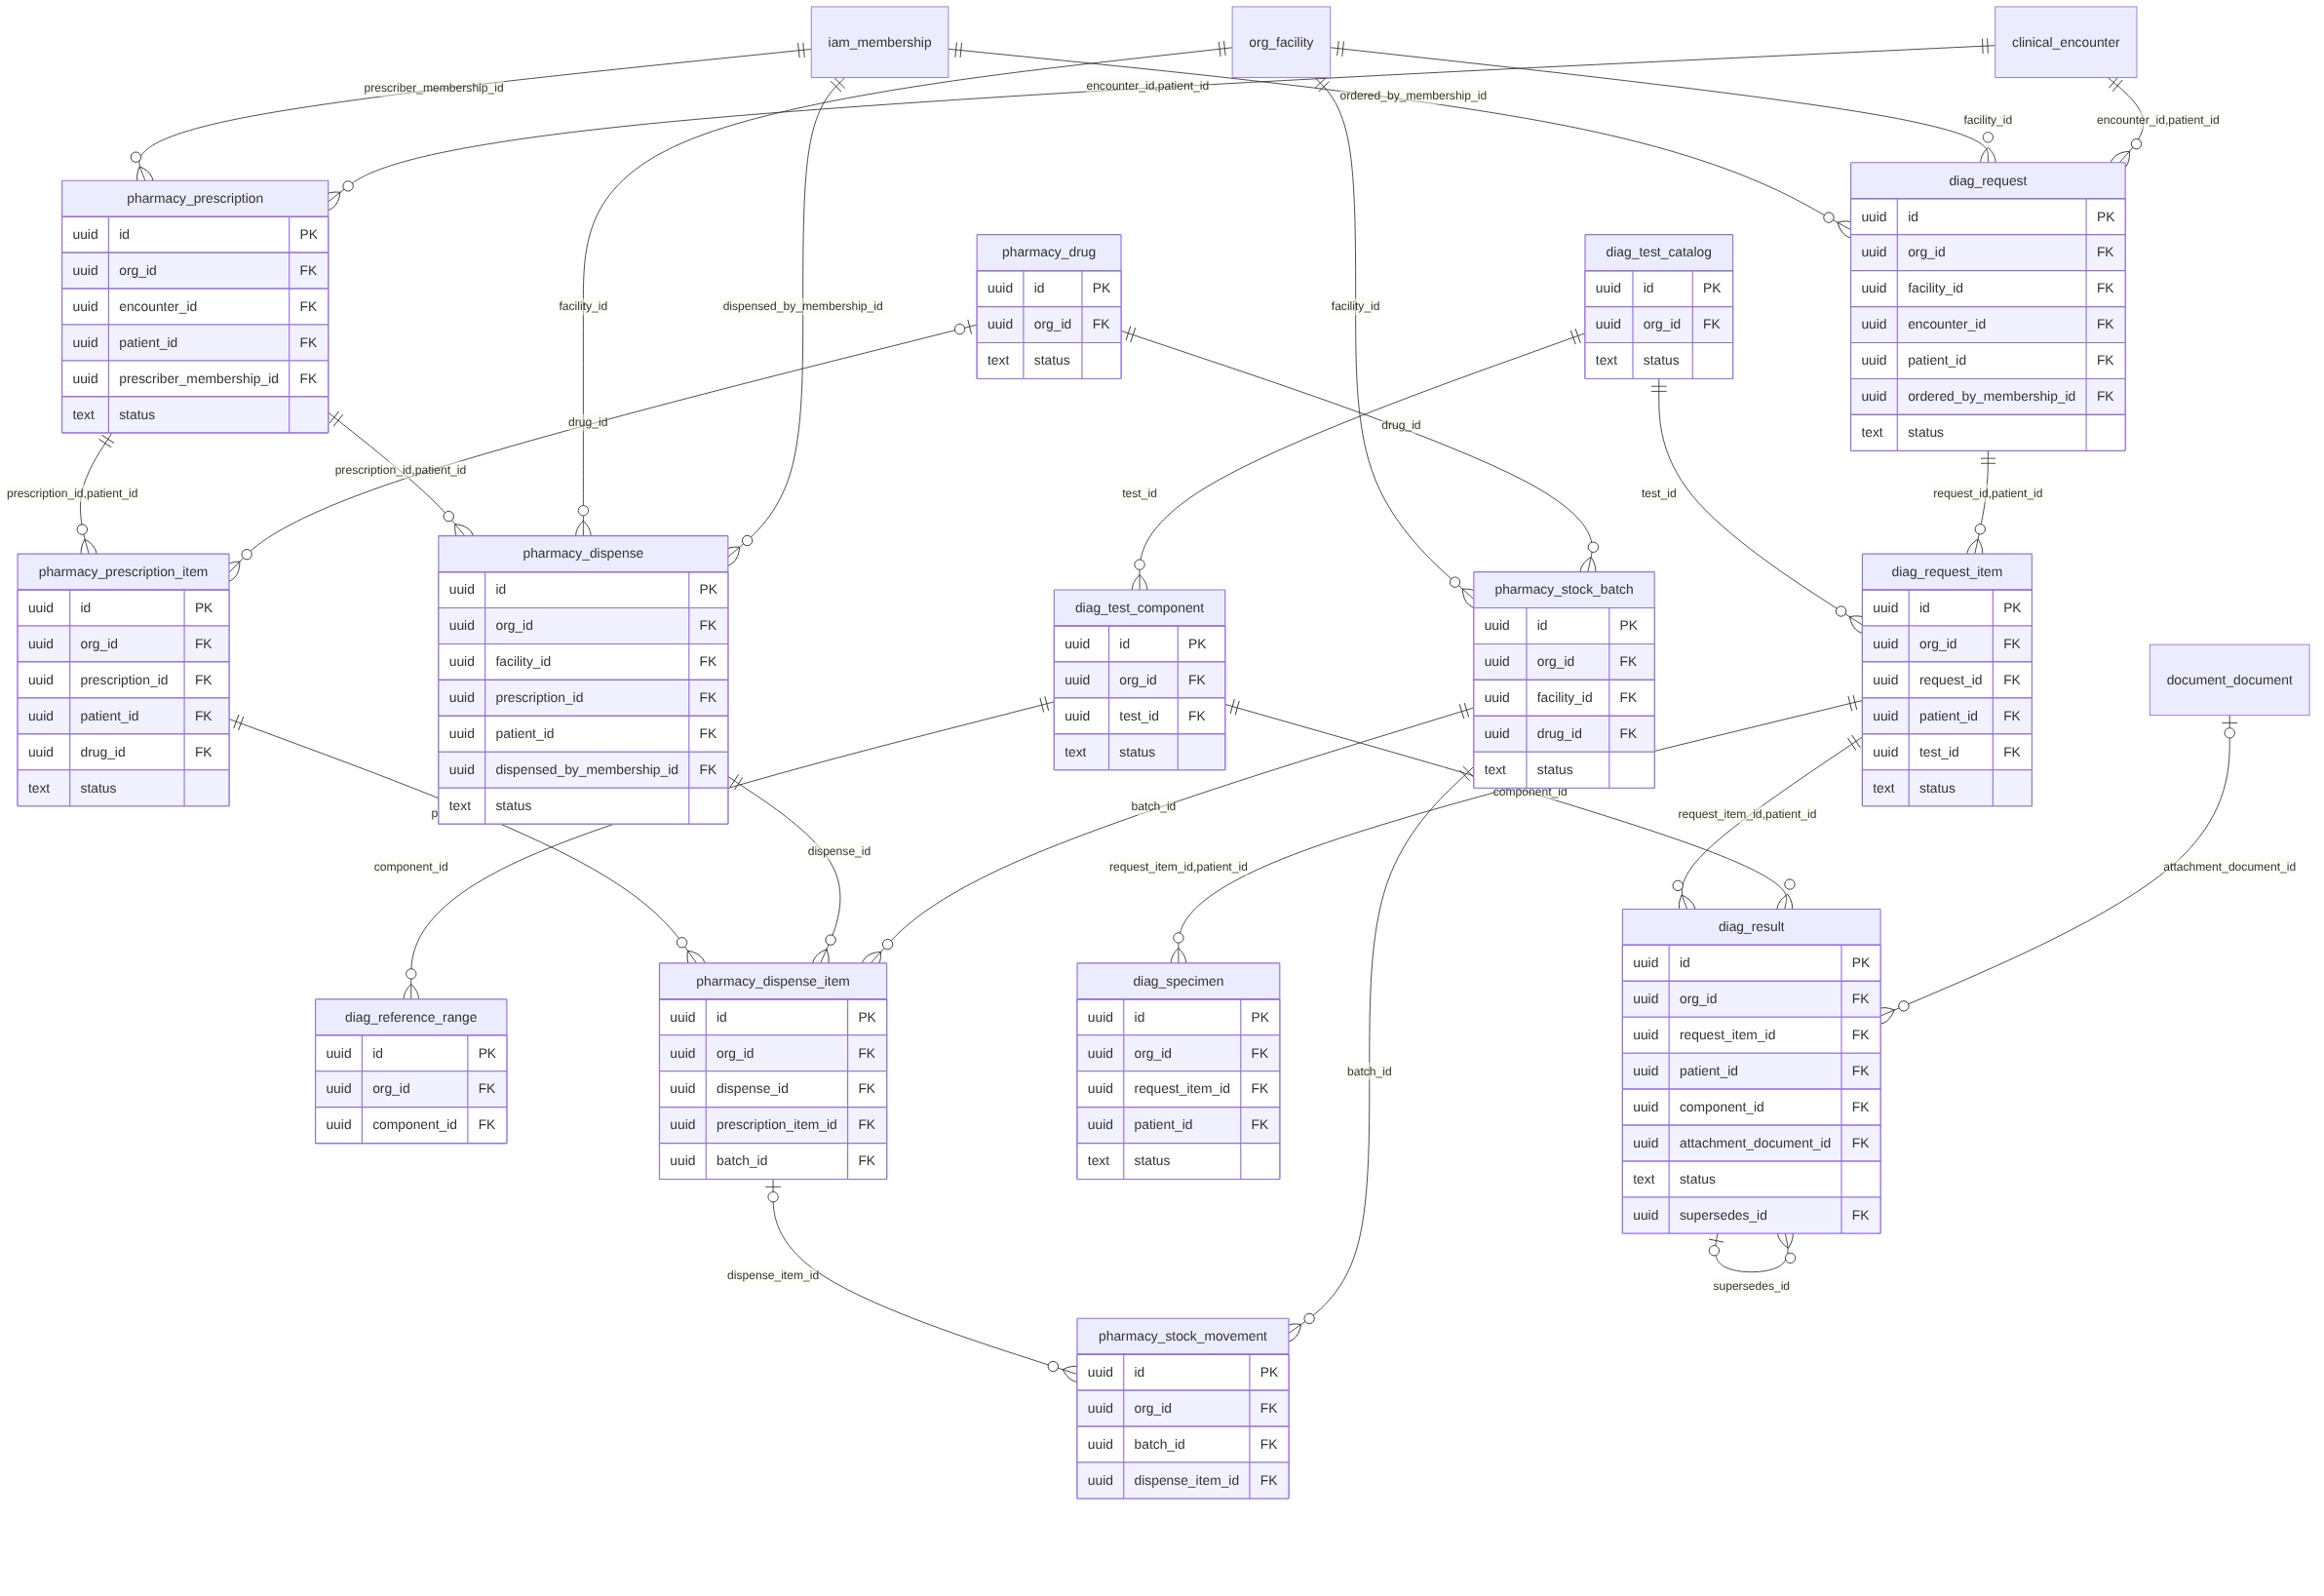 iam_membership
org_facility
clinical_encounter
prescriber_membership_id
encounter_id,patient_id
ordered_by_membership_id
facility_id
encounter_id,patient_id
pharmacy_prescription
uuid id PK
uuid org_id FK
uuid encounter_id FK
uuid patient_id FK
uuid prescriber_membership_id FK
text status
diag_request
uuid id PK
uuid org_id FK
uuid facility_id FK
uuid encounter_id FK
uuid patient_id FK
uuid ordered_by_membership_id FK
text status
pharmacy_drug
uuid id PK
uuid org_id FK
text status
diag_test_catalog
uuid id PK
uuid org_id FK
text status
facility_id
dispensed_by_membership_id
facility_id
drug_id
drug_id
prescription_id,patient_id
prescription_id,patient_id
test_id
test_id
request_id,patient_id
pharmacy_prescription_item
uuid id PK
uuid org_id FK
uuid prescription_id FK
uuid patient_id FK
uuid drug_id FK
text status
pharmacy_dispense
uuid id PK
uuid org_id FK
uuid facility_id FK
uuid prescription_id FK
uuid patient_id FK
uuid dispensed_by_membership_id FK
text status
diag_test_component
uuid id PK
uuid org_id FK
uuid test_id FK
text status
pharmacy_stock_batch
uuid id PK
uuid org_id FK
uuid facility_id FK
uuid drug_id FK
text status
diag_request_item
uuid id PK
uuid org_id FK
uuid request_id FK
uuid patient_id FK
uuid test_id FK
text status
document_document
component_id
batch_id
request_item_id,patient_id
dispense_id
component_id
request_item_id,patient_id
attachment_document_id
diag_reference_range
uuid id PK
uuid org_id FK
uuid component_id FK
pharmacy_dispense_item
uuid id PK
uuid org_id FK
uuid dispense_id FK
uuid prescription_item_id FK
uuid batch_id FK
diag_specimen
uuid id PK
uuid org_id FK
uuid request_item_id FK
uuid patient_id FK
text status
batch_id
diag_result
uuid id PK
uuid org_id FK
uuid request_item_id FK
uuid patient_id FK
uuid component_id FK
uuid attachment_document_id FK
text status
uuid supersedes_id FK
dispense_item_id
supersedes_id
pharmacy_stock_movement
uuid id PK
uuid org_id FK
uuid batch_id FK
uuid dispense_item_id FK